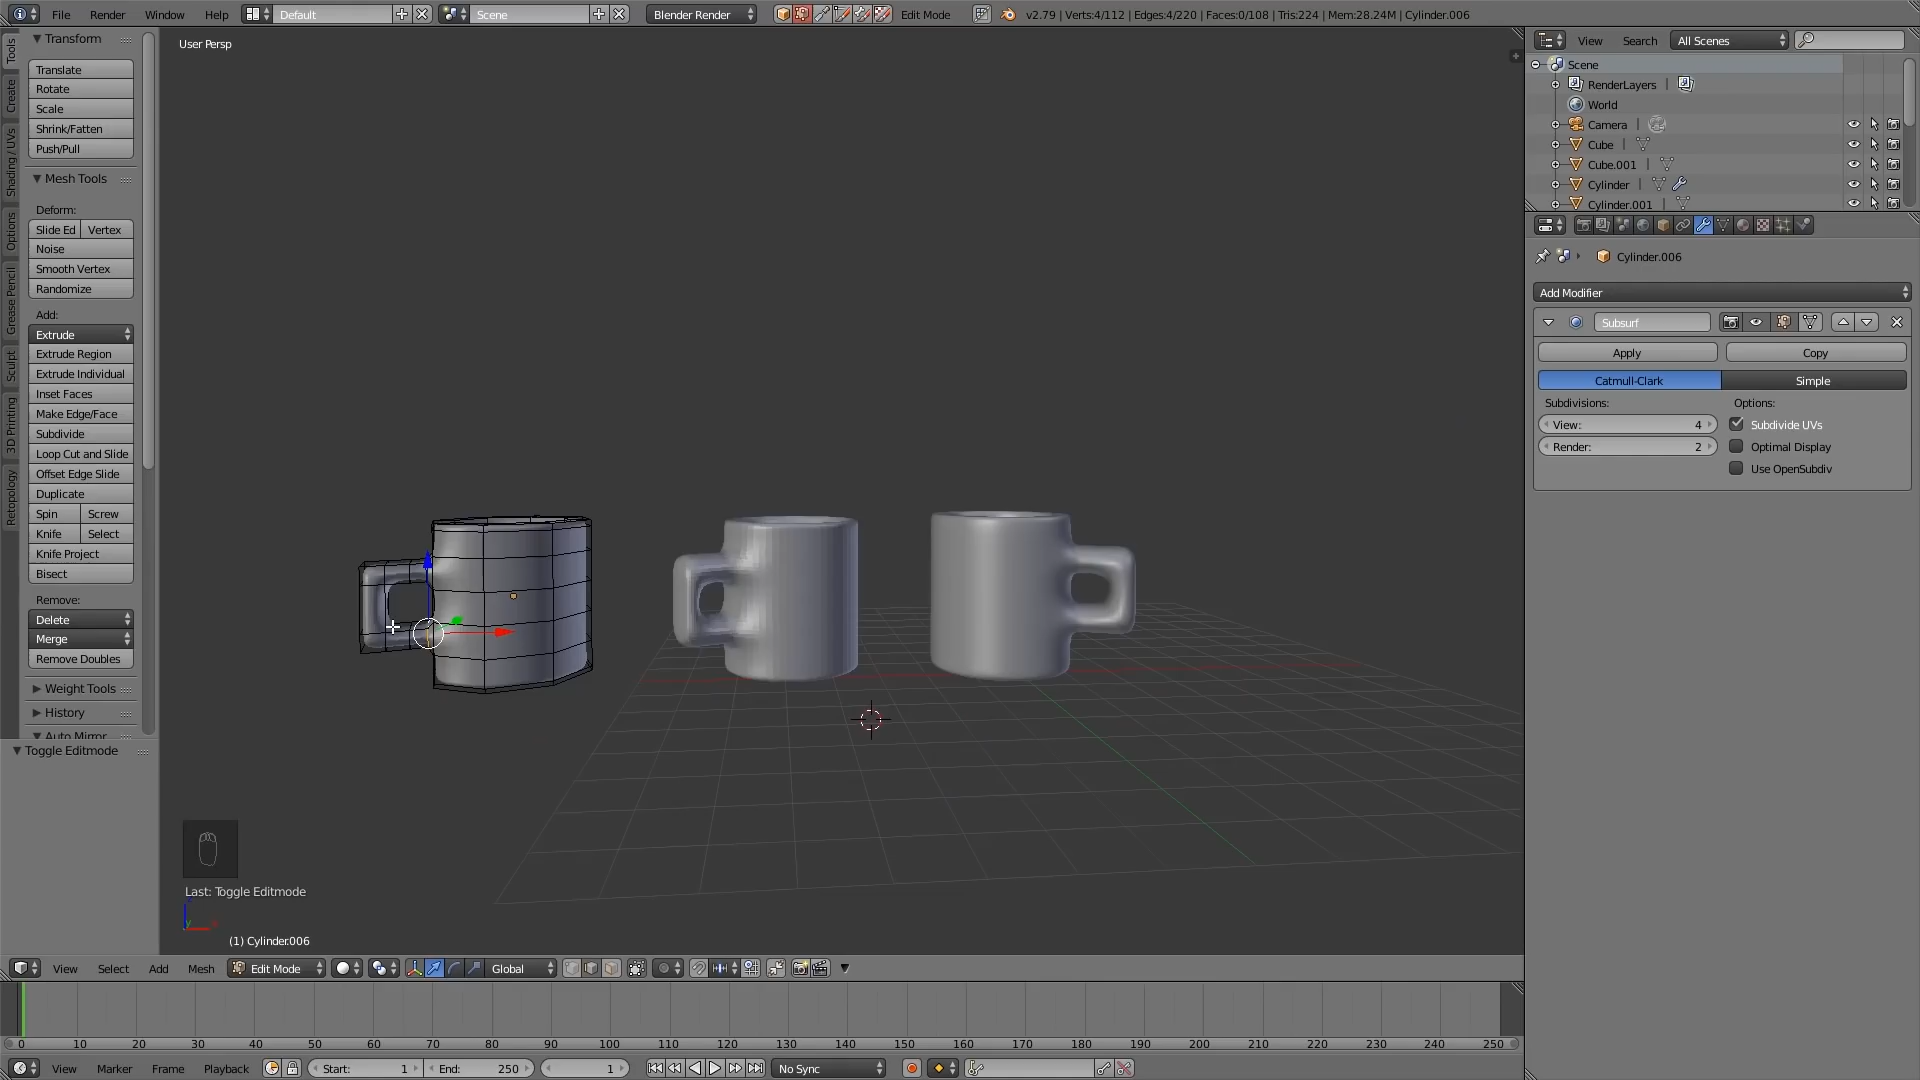 File Render Window Help Default Scene Blender Render Edit Mode v2.79 | Verts:4/112 | Edges:4/220 | Faces:0/108 | Tris:224 | Mem:28.24M | Cylinder.006
Tools
Create
Shading / UVs
Options
Grease Pencil
Sculpt
3D Printing
Retopology
Transform
Translate
Rotate
Scale
Shrink/Fatten
Push/Pull
Mesh Tools
Deform:
Slide Ed Vertex
Noise
Smooth Vertex
Randomize
Add:
Extrude
Extrude Region
Extrude Individual
Inset Faces
Make Edge/Face
Subdivide
Loop Cut and Slide
Offset Edge Slide
Duplicate
Spin Screw
Knife Select
Knife Project
Bisect
Remove:
Delete
Merge
Remove Doubles
Weight Tools
History
Auto Mirror
Toggle Editmode
User Persp
Last: Toggle Editmode
(1) Cylinder.006
View Search All Scenes
Scene
RenderLayers
World
Camera
Cube
Cube.001
Cylinder
Cylinder.001
Cylinder.006
Add Modifier
Subsurf
Apply Copy
Catmull-Clark Simple
Subdivisions: Options:
View: 4 Subdivide UVs
Render: 2 Optimal Display
Use OpenSubdiv
View Select Add Mesh Edit Mode Global
0 10 20 30 40 50 60 70 80 90 100 110 120 130 140 150 160 170 180 190 200 210 220 230 240 250
View Marker Frame Playback Start: 1 End: 250 1 No Sync